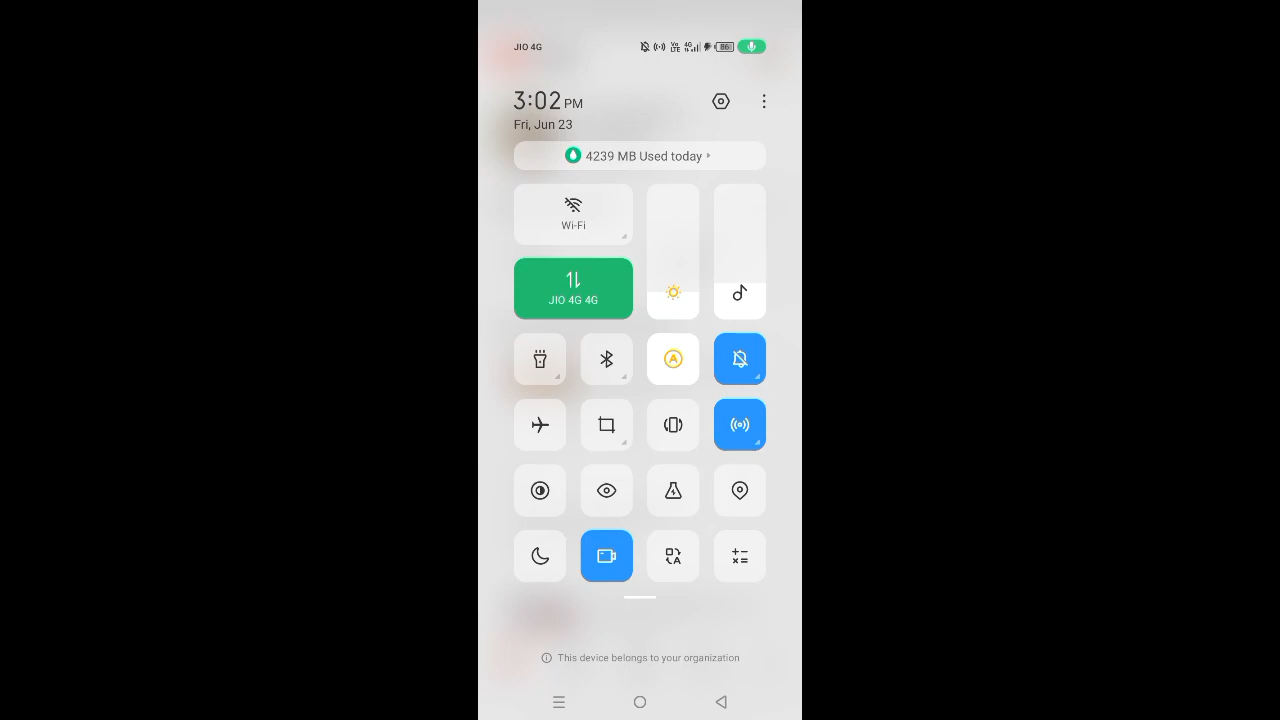 JIO 4G 86
3:02 PM
Fri, Jun 23
4239 MB Used today
Wi-Fi
JIO 4G 4G
This device belongs to your organization